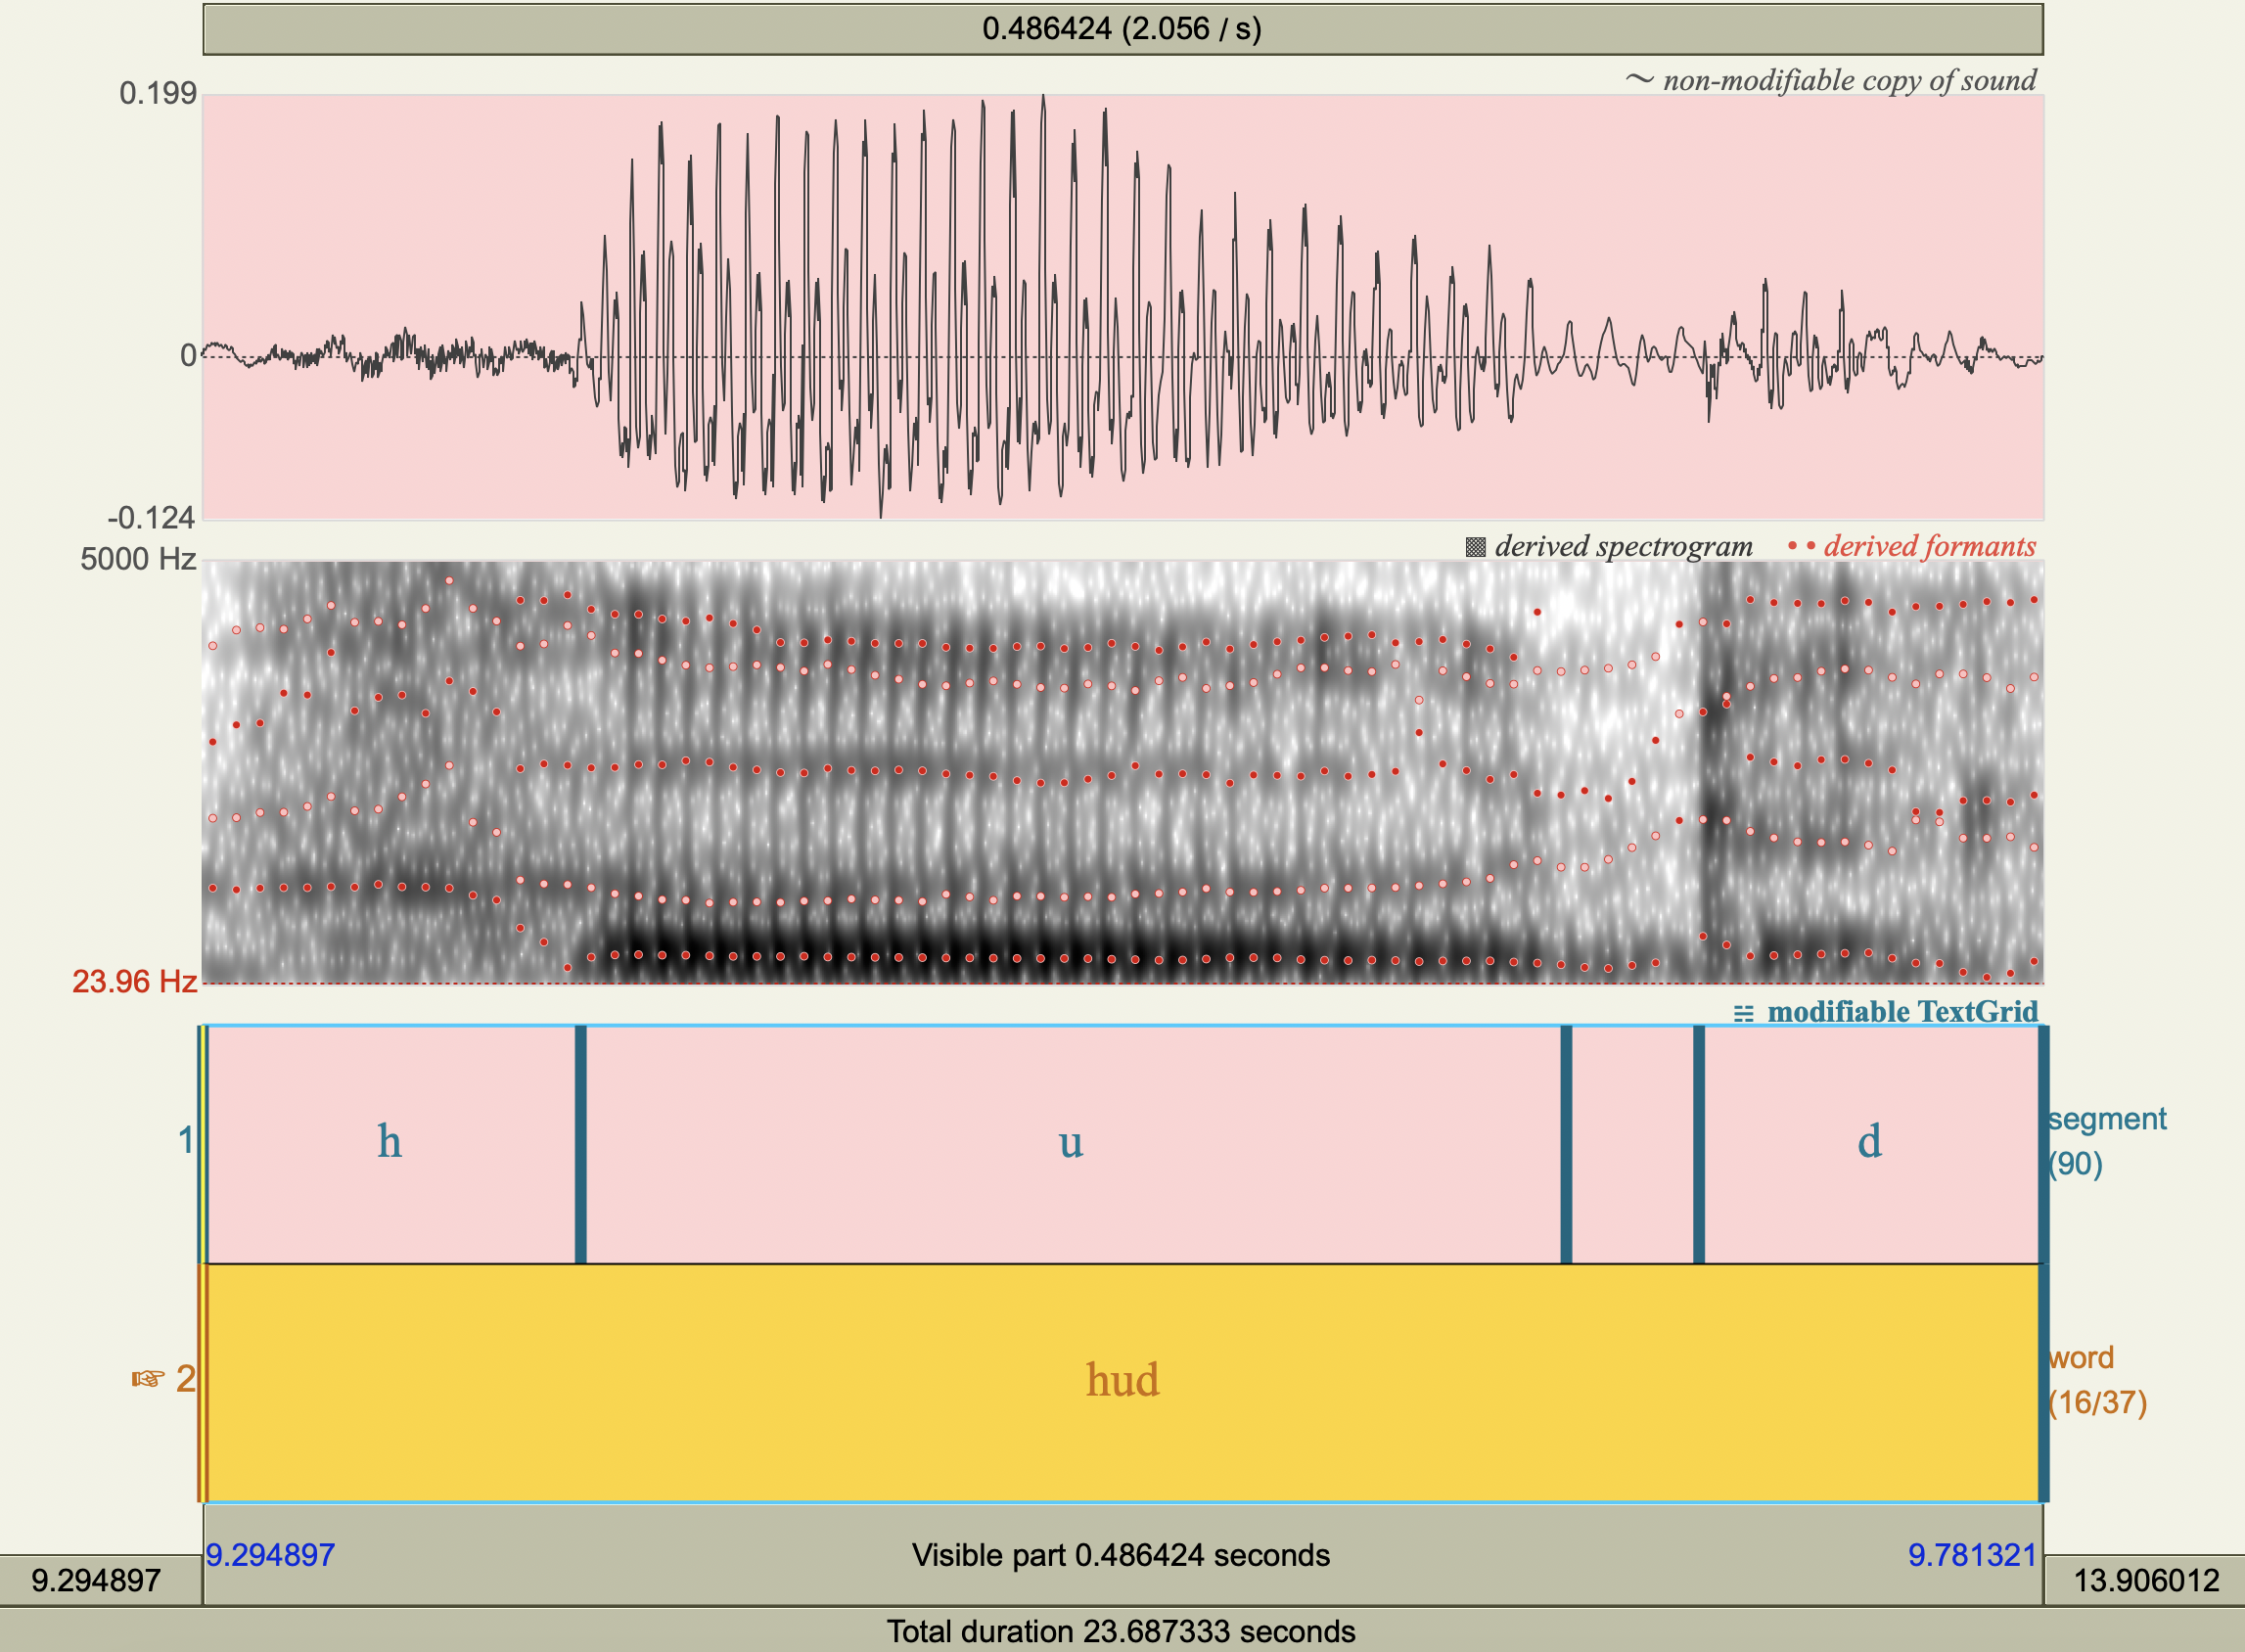 0.486424 (2.056 / s)
~ non-modifiable copy of sound
0.199
0
-0.124
derived spectrogram •• derived formants
5000 Hz
23.96 Hz
modifiable TextGrid
1 h u d segment
(90)
☞ 2 hud word
(16/37)
9.294897 Visible part 0.486424 seconds 9.781321
9.294897 13.906012
Total duration 23.687333 seconds